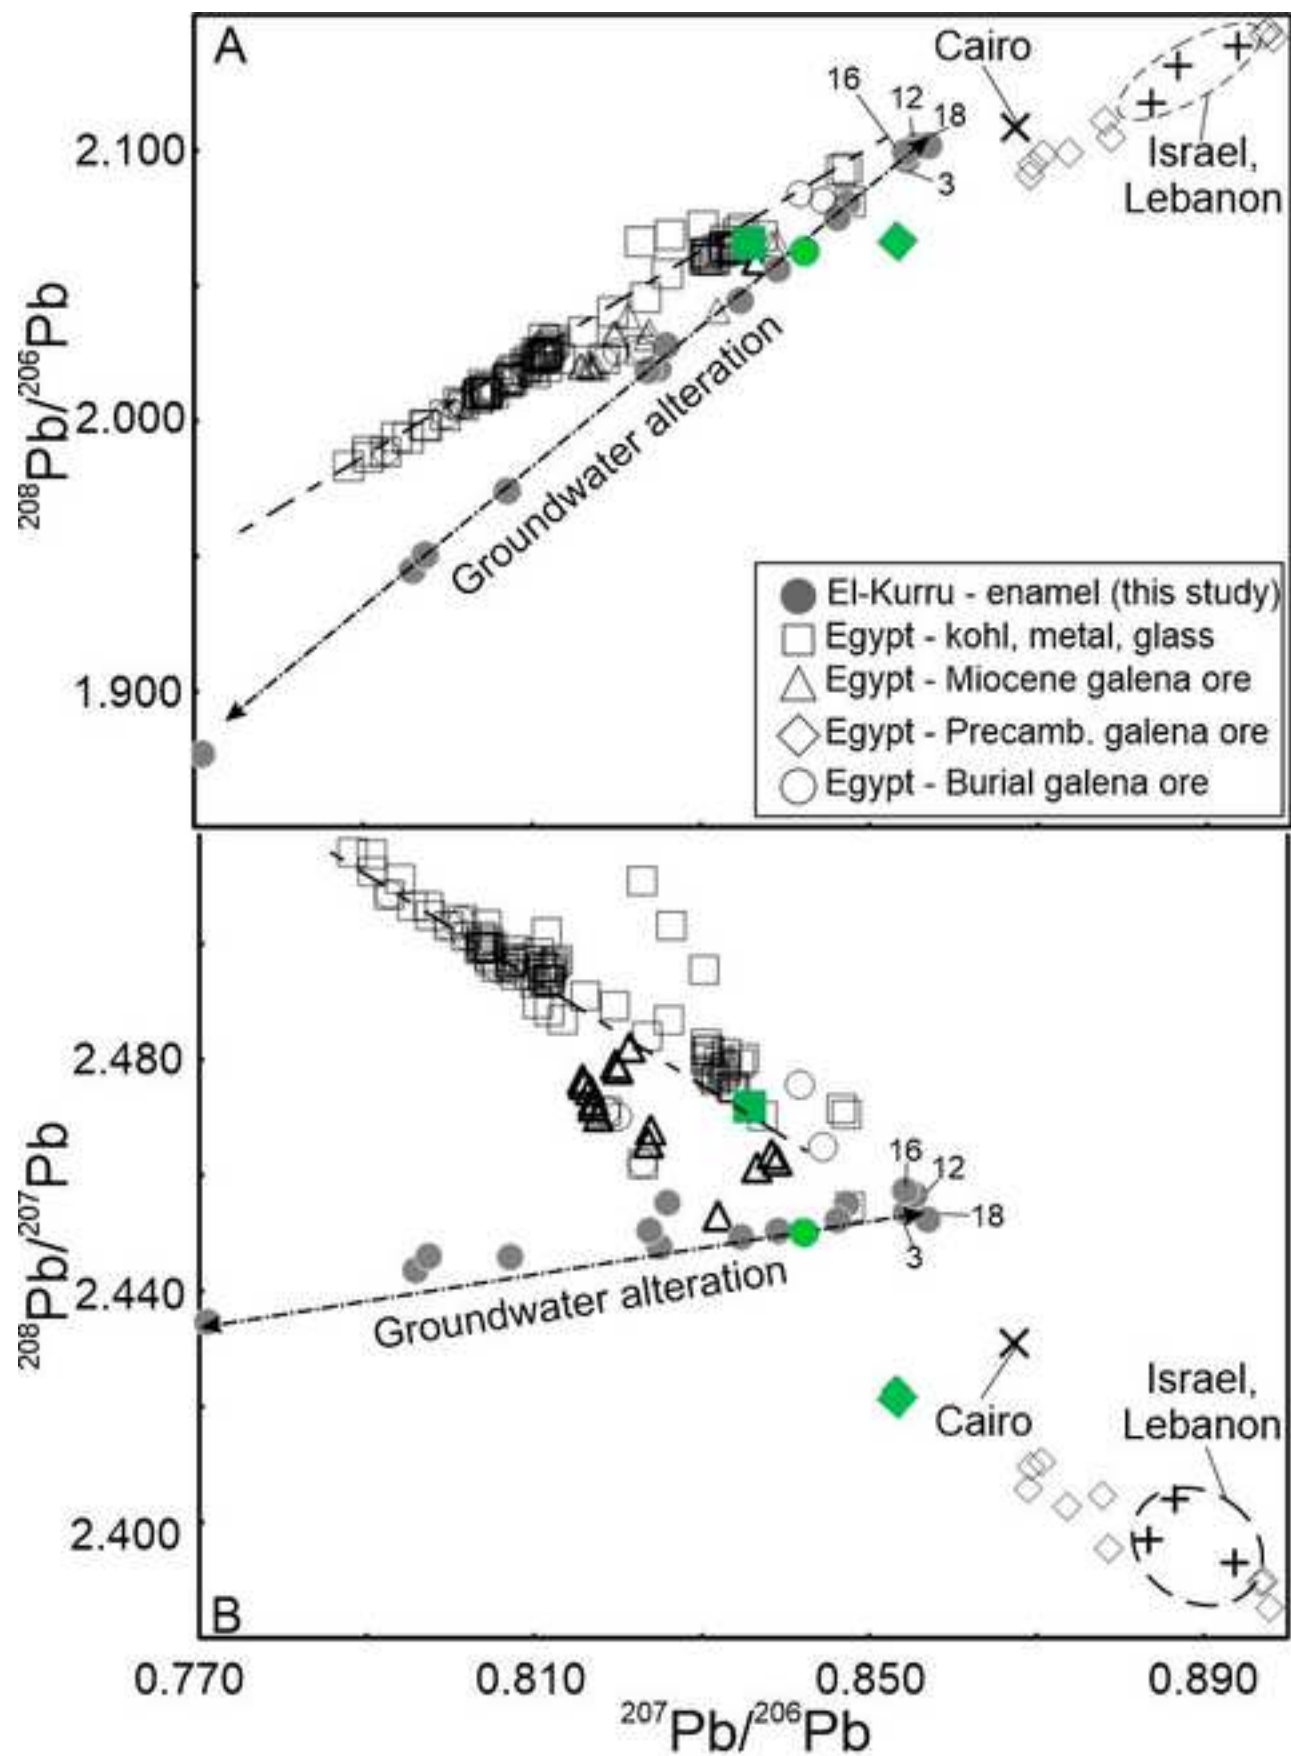 A
Cairo
16
12
18
3
Israel,
Lebanon
2.100
2.000
1.900
²⁰⁸Pb/²⁰⁶Pb
Groundwater alteration
El-Kurru - enamel (this study)
Egypt - kohl, metal, glass
Egypt - Miocene galena ore
Egypt - Precamb. galena ore
Egypt - Burial galena ore
2.480
2.440
2.400
²⁰⁸Pb/²⁰⁷Pb
16
12
18
3
Groundwater alteration
Cairo
Israel,
Lebanon
B
0.770
0.810
0.850
0.890
²⁰⁷Pb/²⁰⁶Pb